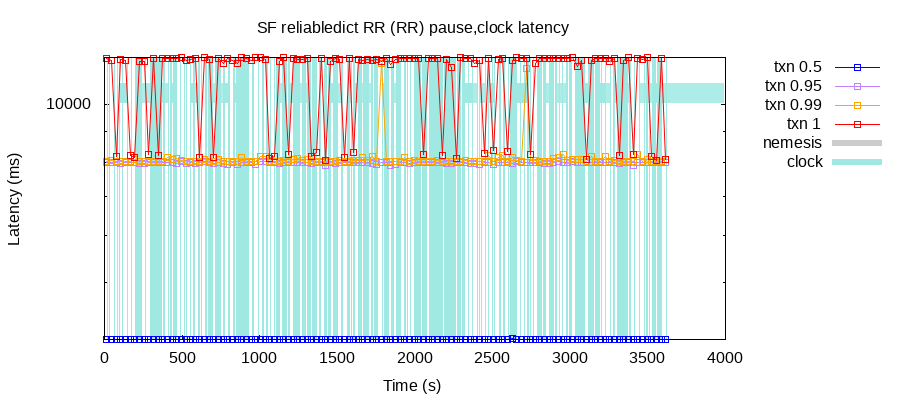 SF reliabledict RR (RR) pause,clock latency
txn 0.5
txn 0.95
txn 0.99
txn 1
nemesis
clock
10000
Latency (ms)
0 500 1000 1500 2000 2500 3000 3500 4000
Time (s)